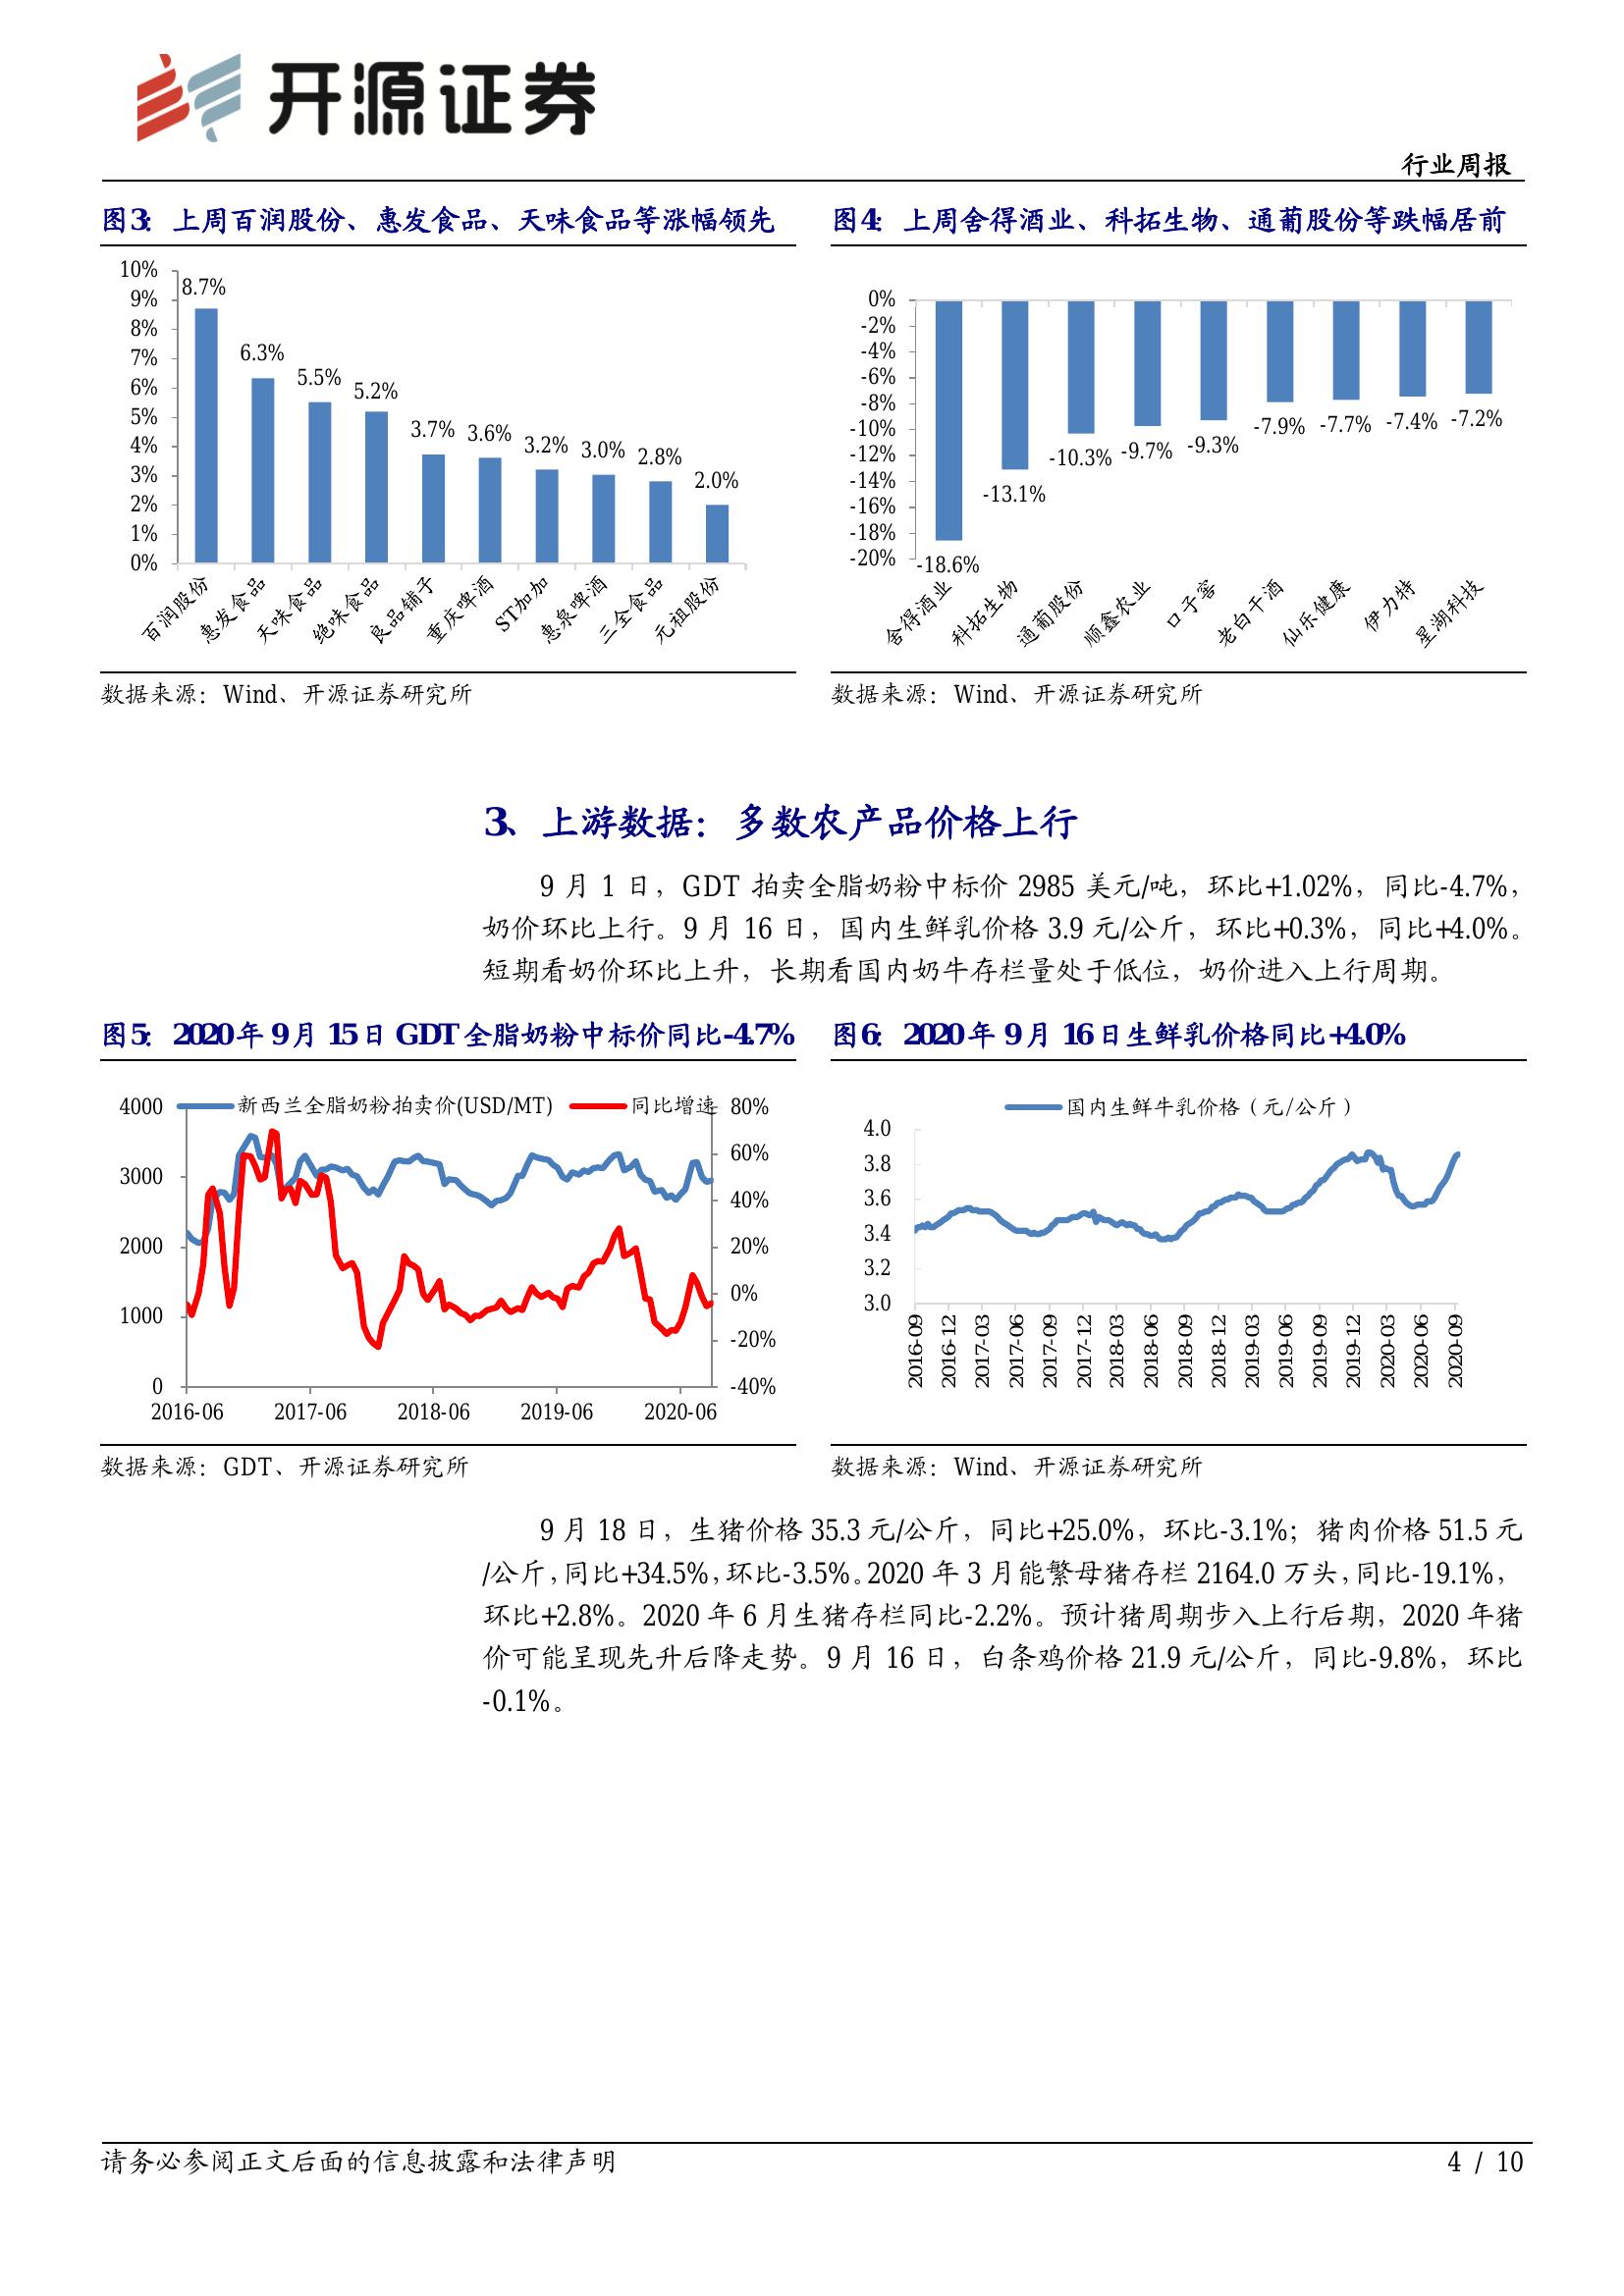 开源证券
行业周报
图3：上周百润股份、惠发食品、天味食品等涨幅领先
10%
9%
8%
7%
6%
5%
4%
3%
2%
1%
0%
8.7%
6.3%
5.5%
5.2%
3.7%
3.6%
3.2%
3.0%
2.8%
2.0%
百润股份
惠发食品
天味食品
绝味食品
良品铺子
重庆啤酒
ST加加
惠泉啤酒
三全食品
元祖股份
数据来源：Wind、开源证券研究所
图4：上周舍得酒业、科拓生物、通葡股份等跌幅居前
0%
-2%
-4%
-6%
-8%
-10%
-12%
-14%
-16%
-18%
-20%
-18.6%
-13.1%
-10.3%
-9.7%
-9.3%
-7.9%
-7.7%
-7.4%
-7.2%
舍得酒业
科拓生物
通葡股份
顺鑫农业
口子窖
老白干酒
仙乐健康
伊力特
星湖科技
数据来源：Wind、开源证券研究所
3、上游数据：多数农产品价格上行
9 月 1 日，GDT 拍卖全脂奶粉中标价 2985 美元/吨，环比+1.02%，同比-4.7%，
奶价环比上行。9 月 16 日，国内生鲜乳价格 3.9 元/公斤，环比+0.3%，同比+4.0%。
短期看奶价环比上升，长期看国内奶牛存栏量处于低位，奶价进入上行周期。
图5：2020年9月15日GDT全脂奶粉中标价同比-4.7%
新西兰全脂奶粉拍卖价(USD/MT)
同比增速
4000
3000
2000
1000
0
80%
60%
40%
20%
0%
-20%
-40%
2016-06
2017-06
2018-06
2019-06
2020-06
数据来源：GDT、开源证券研究所
图6：2020年9月16日生鲜乳价格同比+4.0%
国内生鲜牛乳价格（元/公斤）
4.0
3.8
3.6
3.4
3.2
3.0
2016-09
2016-12
2017-03
2017-06
2017-09
2017-12
2018-03
2018-06
2018-09
2018-12
2019-03
2019-06
2019-09
2019-12
2020-03
2020-06
2020-09
数据来源：Wind、开源证券研究所
9 月 18 日，生猪价格 35.3 元/公斤，同比+25.0%，环比-3.1%；猪肉价格 51.5 元
/公斤，同比+34.5%，环比-3.5%。2020 年 3 月能繁母猪存栏 2164.0 万头，同比-19.1%，
环比+2.8%。2020 年 6 月生猪存栏同比-2.2%。预计猪周期步入上行后期，2020 年猪
价可能呈现先升后降走势。9 月 16 日，白条鸡价格 21.9 元/公斤，同比-9.8%，环比
-0.1%。
请务必参阅正文后面的信息披露和法律声明
4 / 10